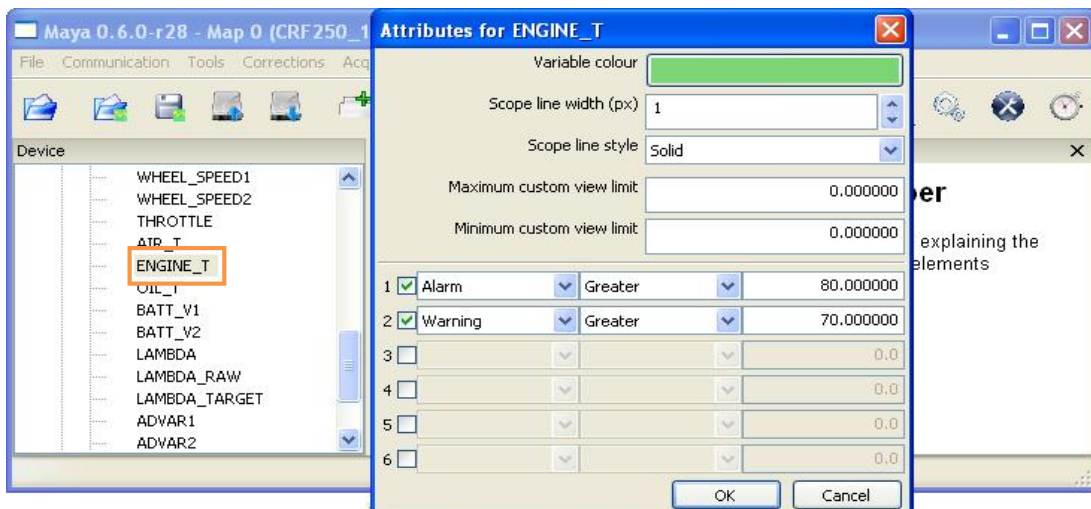 Maya 0.6.0-r28 - Map 0 (CRF250_1
File Communication Tools Corrections Acq
Device
WHEEL_SPEED1
WHEEL_SPEED2
THROTTLE
AIR_T
ENGINE_T
OIL_T
BATT_V1
BATT_V2
LAMBDA
LAMBDA_RAW
LAMBDA_TARGET
ADVAR1
ADVAR2
Attributes for ENGINE_T
Variable colour
Scope line width (px) 1
Scope line style Solid
Maximum custom view limit 0.000000
Minimum custom view limit 0.000000
1 Alarm Greater 80.000000
2 Warning Greater 70.000000
3 0.0
4 0.0
5 0.0
6 0.0
OK Cancel
er
explaining the
elements